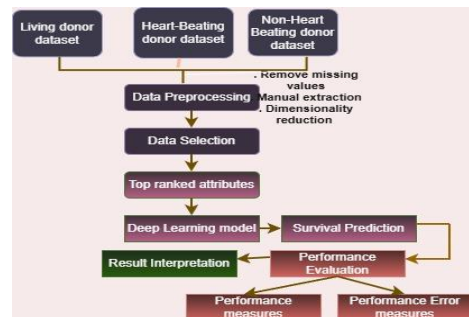 Living donor
dataset
Heart-Beating
donor dataset
Non-Heart
Beating donor
dataset
. Remove missing
values
. Manual extraction
. Dimensionality
reduction
Data Preprocessing
Data Selection
Top ranked attributes
Deep Learning model
Survival Prediction
Result Interpretation
Performance
Evaluation
Performance
measures
Performance Error
measures